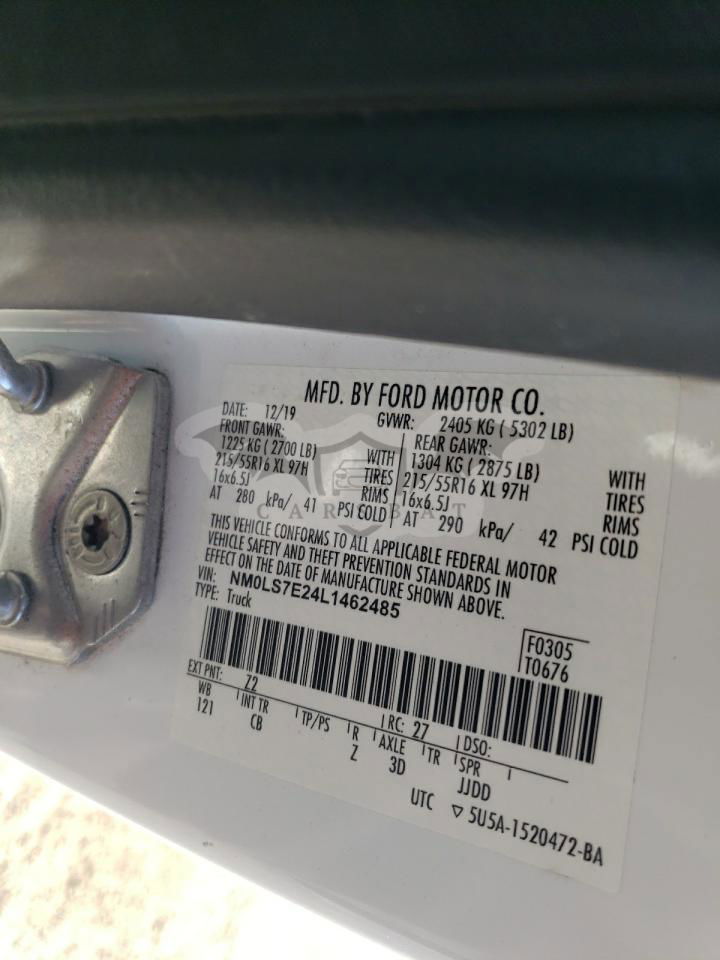 MFD. BY FORD MOTOR CO.
DATE: 12/19 GVWR: 2405 KG ( 5302 LB)
FRONT GAWR: REAR GAWR:
1225 KG (2700 LB) WITH 1304 KG ( 2875 LB) WITH
215/55R16 XL 97H TIRES 215/55R16 XL 97H TIRES
16x6.5J RIMS 16x6.5J RIMS
AT 280 kPa/ 41 PSI COLD AT 290 kPa/ 42 PSI COLD
THIS VEHICLE CONFORMS TO ALL APPLICABLE FEDERAL MOTOR
VEHICLE SAFETY AND THEFT PREVENTION STANDARDS IN
EFFECT ON THE DATE OF MANUFACTURE SHOWN ABOVE.
VIN: NM0LS7E24L1462485
TYPE: Truck
F0305
T0676
EXT PNT: Z2 RC: 27 DSO:
WB INT TR TP/PS R AXLE TR SPR
121 CB Z 3D JJDD
UTC ▽ 5U5A-1520472-BA
CARSBAT